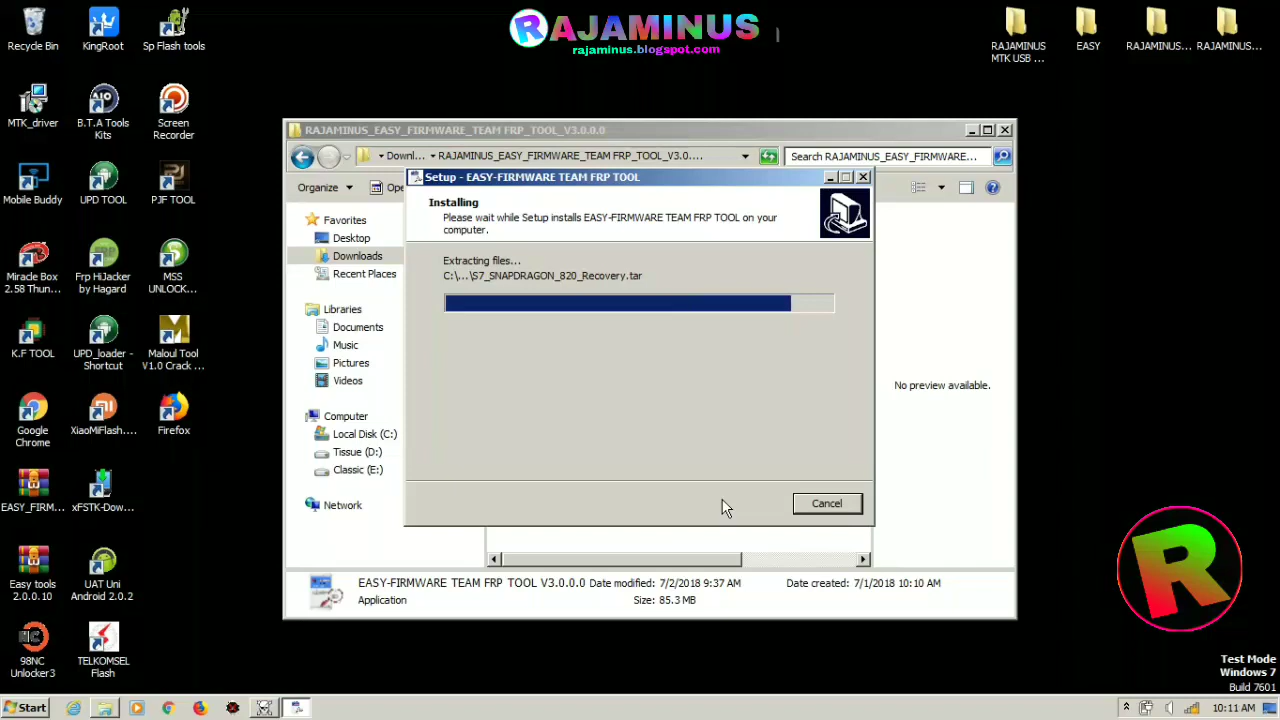 RAJAMINUS
rajaminus.blogspot.com
Recycle Bin
KingRoot
Sp Flash tools
RAJAMINUS
MTK USB ...
EASY
RAJAMINUS...
RAJAMINUS...
MTK_driver
B.T.A Tools
Kits
Screen
Recorder
Mobile Buddy
UPD TOOL
PJF TOOL
Miracle Box
2.58 Thun...
Frp HiJacker
by Hagard
MSS
UNLOCK...
K.F TOOL
UPD_loader -
Shortcut
Maloul Tool
V1.0 Crack ...
Google
Chrome
XiaoMiFlash....
Firefox
EASY_FIRM...
xFSTK-Dow...
Easy tools
2.0.0.10
UAT Uni
Android 2.0.2
98NC
Unlocker3
TELKOMSEL
Flash
RAJAMINUS_EASY_FIRMWARE_TEAM FRP_TOOL_V3.0.0.0
Downl... RAJAMINUS_EASY_FIRMWARE_TEAM FRP_TOOL_V3.0....
Search RAJAMINUS_EASY_FIRMWARE...
Organize
Ope
Favorites
Desktop
Downloads
Recent Places
Libraries
Documents
Music
Pictures
Videos
Computer
Local Disk (C:)
Tissue (D:)
Classic (E:)
Network
Setup - EASY-FIRMWARE TEAM FRP TOOL
Installing
Please wait while Setup installs EASY-FIRMWARE TEAM FRP TOOL on your
computer.
Extracting files...
C:\...\S7_SNAPDRAGON_820_Recovery.tar
Cancel
No preview available.
EASY-FIRMWARE TEAM FRP TOOL V3.0.0.0 Date modified: 7/2/2018 9:37 AM Date created: 7/1/2018 10:10 AM
Application Size: 85.3 MB
R
Test Mode
Windows 7
Build 7601
Start
10:11 AM